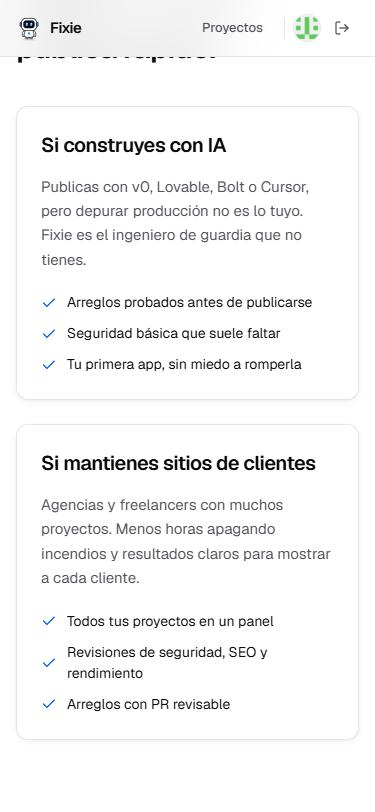 Fixie
Proyectos
publica rápido.
Si construyes con IA
Publicas con v0, Lovable, Bolt o Cursor,
pero depurar producción no es lo tuyo.
Fixie es el ingeniero de guardia que no
tienes.
Arreglos probados antes de publicarse
Seguridad básica que suele faltar
Tu primera app, sin miedo a romperla
Si mantienes sitios de clientes
Agencias y freelancers con muchos
proyectos. Menos horas apagando
incendios y resultados claros para mostrar
a cada cliente.
Todos tus proyectos en un panel
Revisiones de seguridad, SEO y
rendimiento
Arreglos con PR revisable